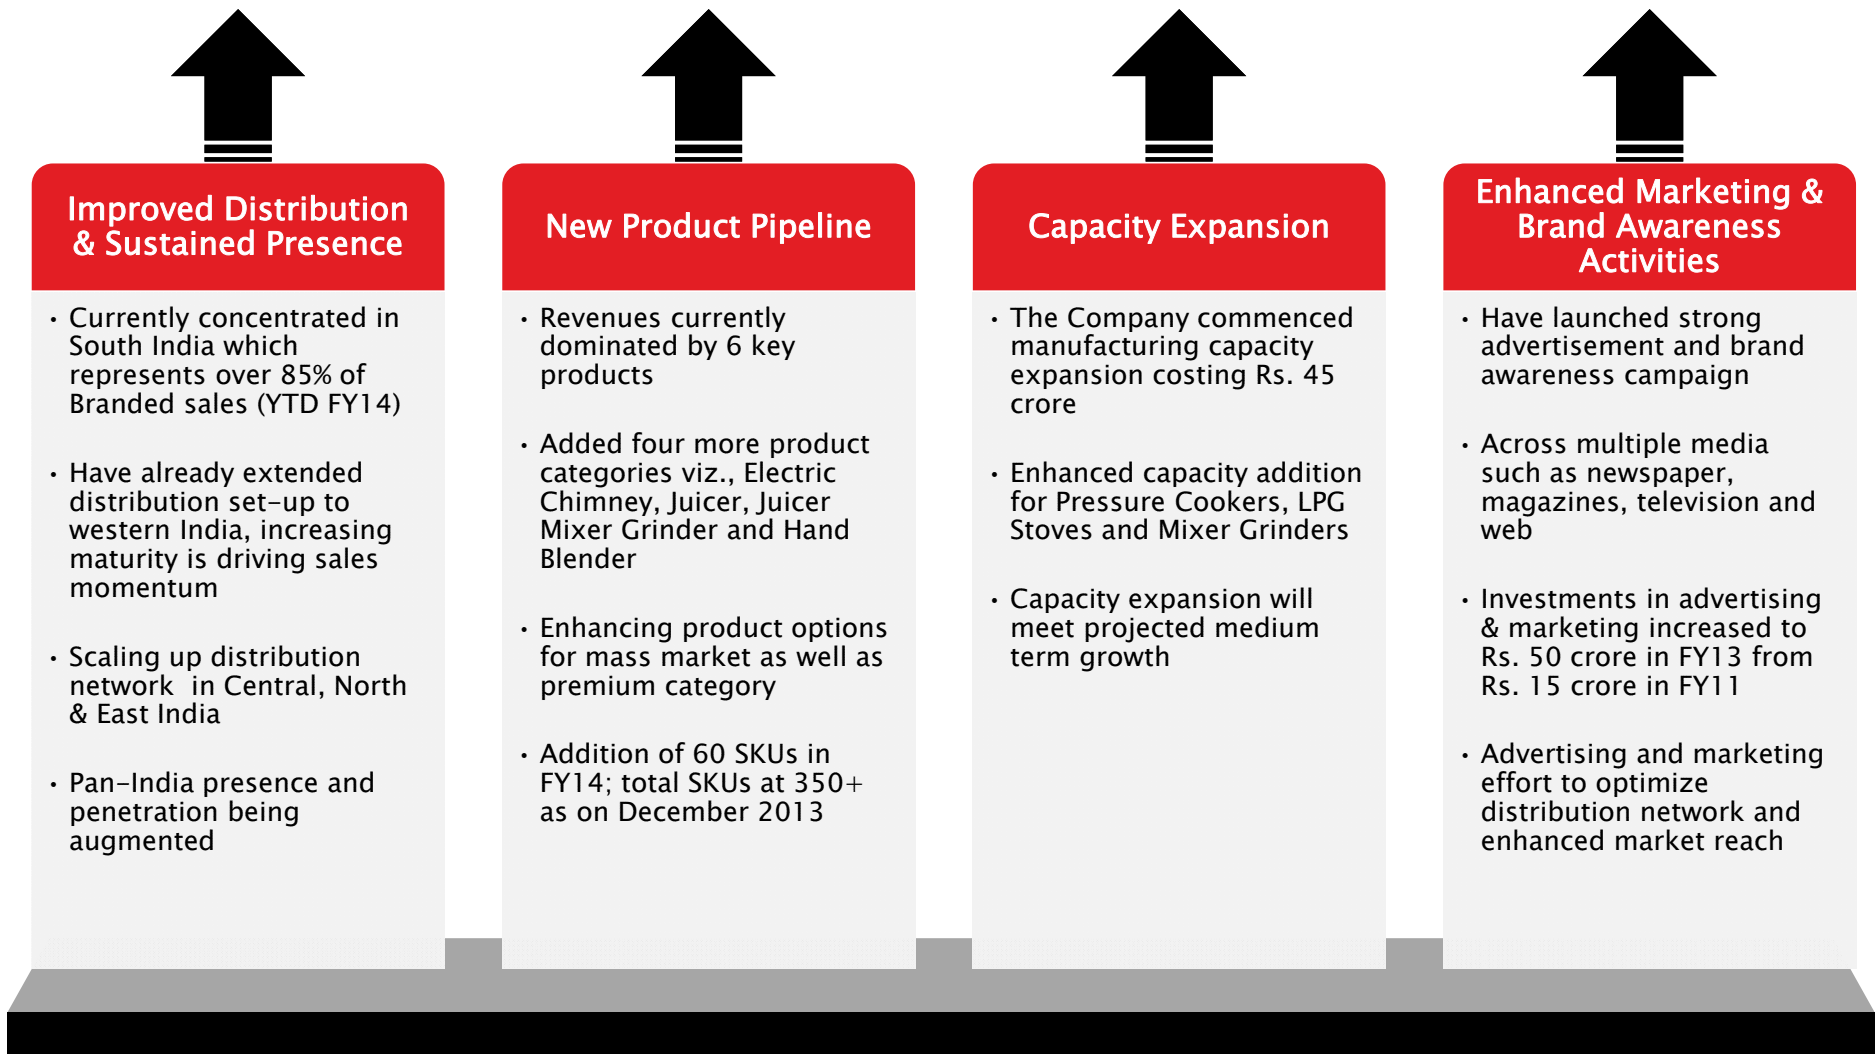 Improved Distribution
& Sustained Presence
• Currently concentrated in
South India which
represents over 85% of
Branded sales (YTD FY14)
• Have already extended
distribution set-up to
western India, increasing
maturity is driving sales
momentum
• Scaling up distribution
network in Central, North
& East India
• Pan-India presence and
penetration being
augmented
New Product Pipeline
• Revenues currently
dominated by 6 key
products
• Added four more product
categories viz., Electric
Chimney, Juicer, Juicer
Mixer Grinder and Hand
Blender
• Enhancing product options
for mass market as well as
premium category
• Addition of 60 SKUs in
FY14; total SKUs at 350+
as on December 2013
Capacity Expansion
• The Company commenced
manufacturing capacity
expansion costing Rs. 45
crore
• Enhanced capacity addition
for Pressure Cookers, LPG
Stoves and Mixer Grinders
• Capacity expansion will
meet projected medium
term growth
Enhanced Marketing &
Brand Awareness
Activities
• Have launched strong
advertisement and brand
awareness campaign
• Across multiple media
such as newspaper,
magazines, television and
web
• Investments in advertising
& marketing increased to
Rs. 50 crore in FY13 from
Rs. 15 crore in FY11
• Advertising and marketing
effort to optimize
distribution network and
enhanced market reach